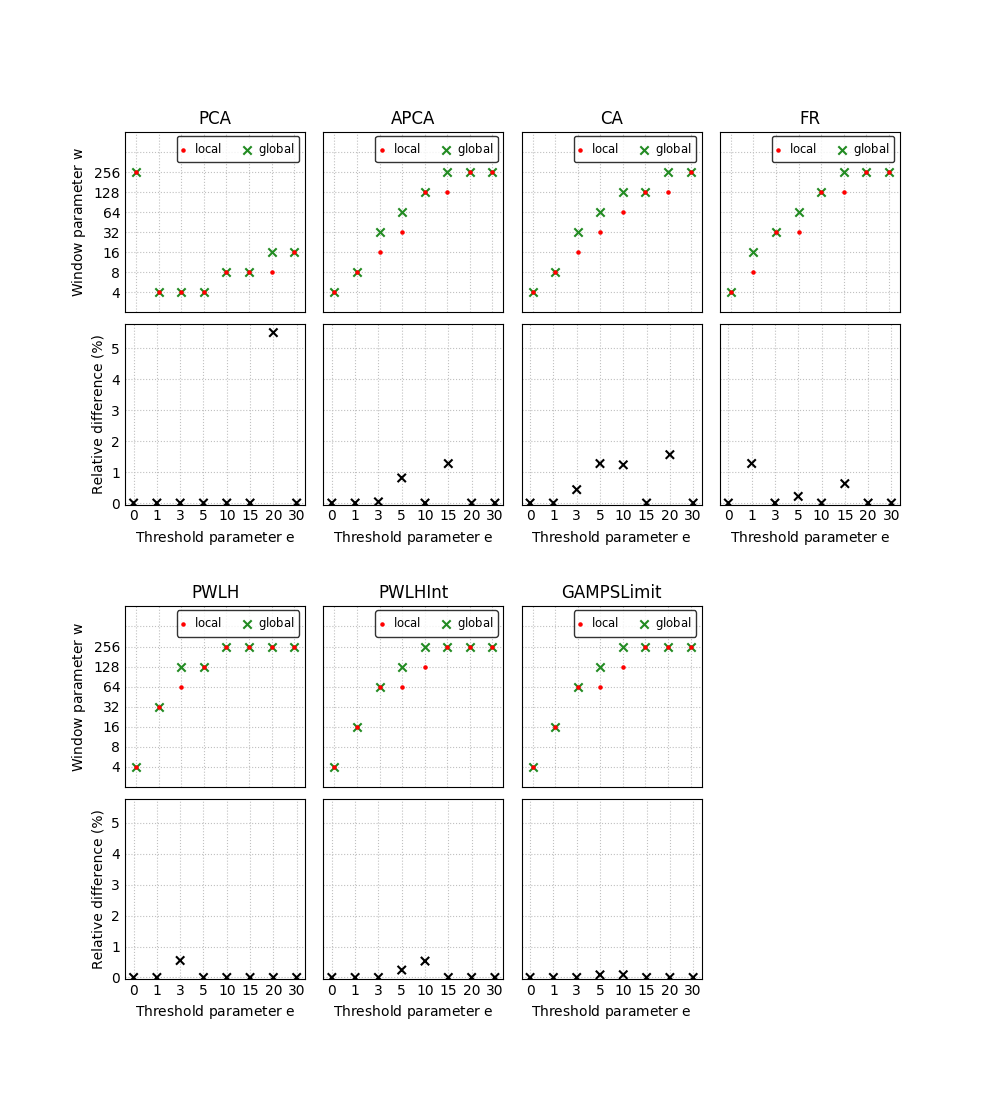 PCA APCA CA FR
local global local global local global local global
Window parameter w
256
128
64
32
16
8
4
Relative difference (%)
5
4
3
2
1
0
0 1 3 5 10 15 20 30 0 1 3 5 10 15 20 30 0 1 3 5 10 15 20 30 0 1 3 5 10 15 20 30
Threshold parameter e Threshold parameter e Threshold parameter e Threshold parameter e
PWLH PWLHInt GAMPSLimit
local global local global local global
Window parameter w
256
128
64
32
16
8
4
Relative difference (%)
5
4
3
2
1
0
0 1 3 5 10 15 20 30 0 1 3 5 10 15 20 30 0 1 3 5 10 15 20 30
Threshold parameter e Threshold parameter e Threshold parameter e